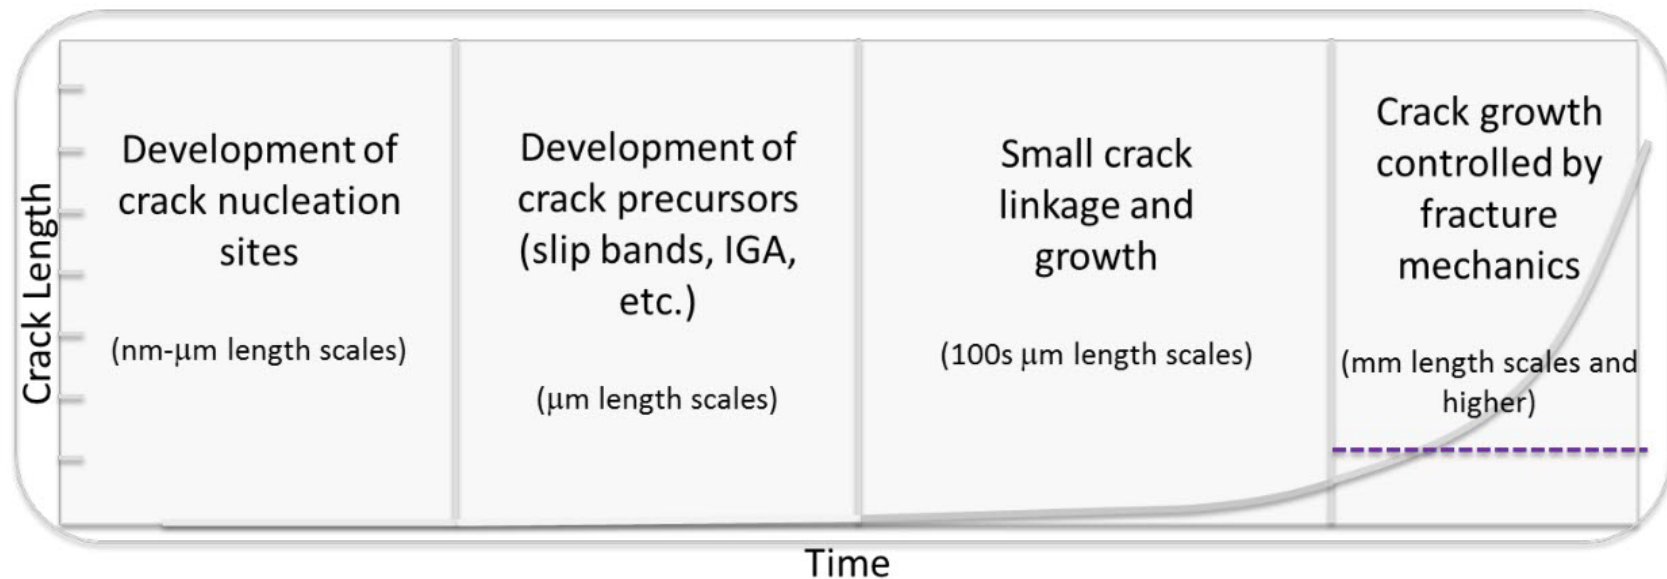 Crack Length
Development of
crack nucleation
sites
(nm-μm length scales)
Development of
crack precursors
(slip bands, IGA,
etc.)
(μm length scales)
Small crack
linkage and
growth
(100s μm length scales)
Crack growth
controlled by
fracture
mechanics
(mm length scales and
higher)
Time